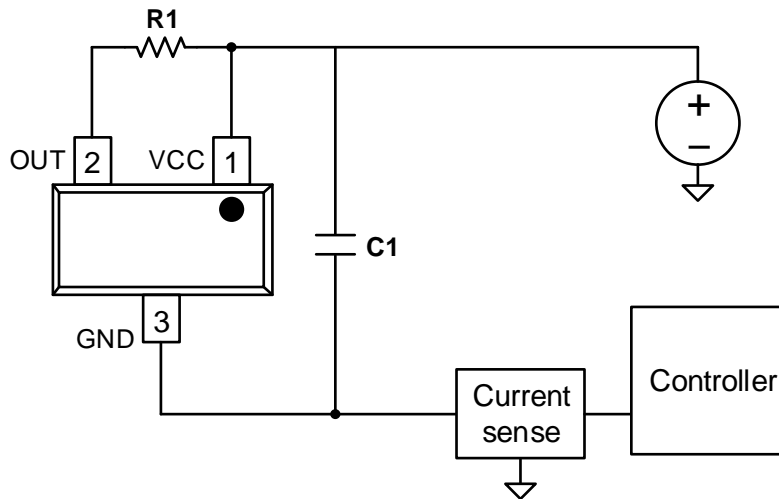 R1
+
−
OUT 2 VCC 1
C1
3
GND
Current
sense
Controller